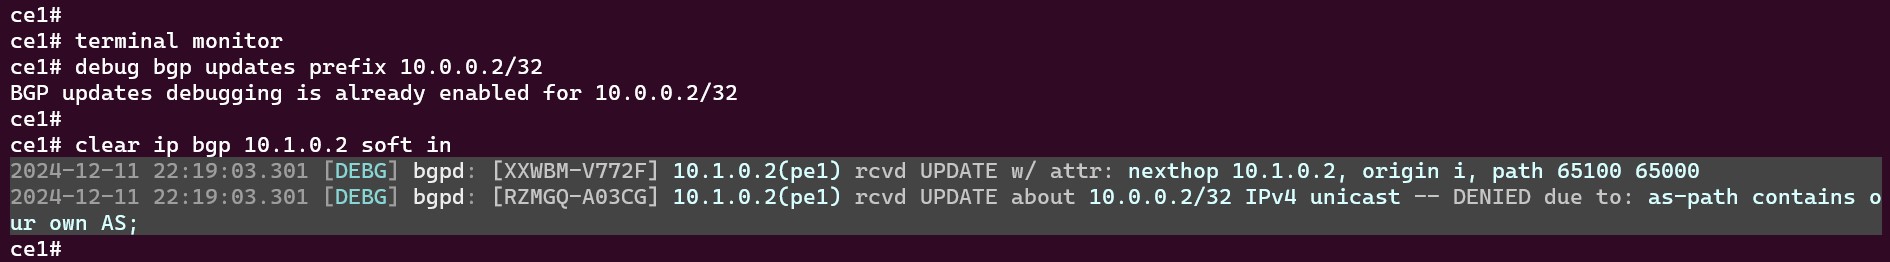 ce1#
ce1# terminal monitor
ce1# debug bgp updates prefix 10.0.0.2/32
BGP updates debugging is already enabled for 10.0.0.2/32
ce1#
ce1# clear ip bgp 10.1.0.2 soft in
2024-12-11 22:19:03.301 [DEBG] bgpd: [XXWBM-V772F] 10.1.0.2(pe1) rcvd UPDATE w/ attr: nexthop 10.1.0.2, origin i, path 65100 65000
2024-12-11 22:19:03.301 [DEBG] bgpd: [RZMGQ-A03CG] 10.1.0.2(pe1) rcvd UPDATE about 10.0.0.2/32 IPv4 unicast -- DENIED due to: as-path contains o
ur own AS;
ce1#